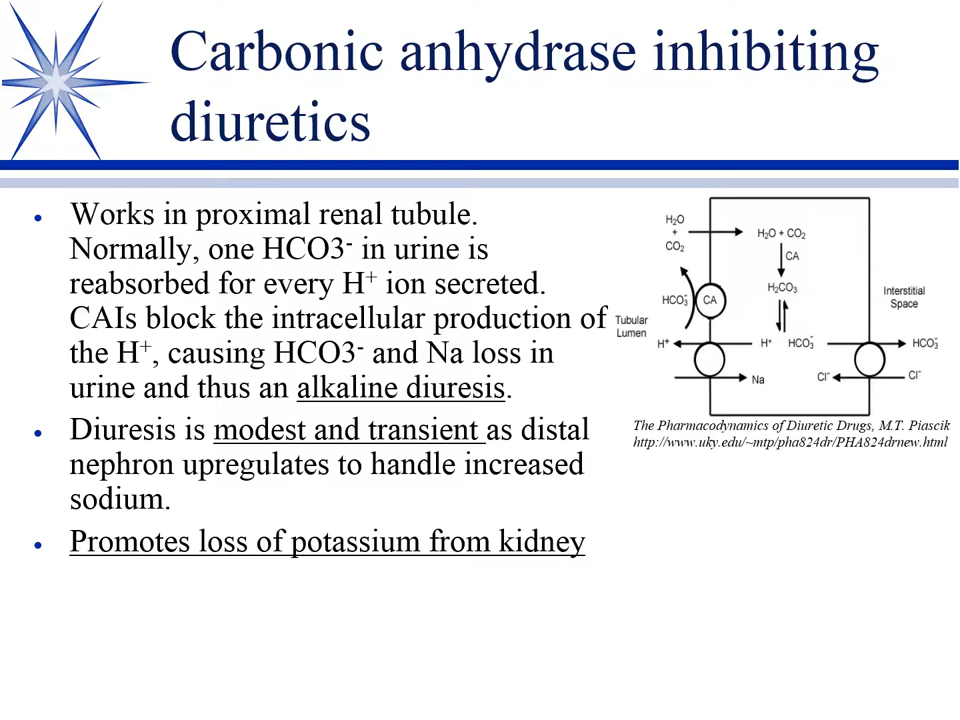 Carbonic anhydrase inhibiting
diuretics
• Works in proximal renal tubule.
Normally, one HCO3⁻ in urine is
reabsorbed for every H⁺ ion secreted.
CAIs block the intracellular production of
the H⁺, causing HCO3⁻ and Na loss in
urine and thus an alkaline diuresis.
• Diuresis is modest and transient as distal
nephron upregulates to handle increased
sodium.
• Promotes loss of potassium from kidney
H₂O
+
CO₂
H₂O + CO₂
CA
H₂CO₃
HCO₃⁻
CA
Interstitial
Space
Tubular
Lumen
H⁺
H⁺
HCO₃⁻
HCO₃⁻
Na
Cl⁻
Cl⁻
The Pharmacodynamics of Diuretic Drugs, M.T. Piascik
http://www.uky.edu/~mtp/pha824dr/PHA824drnew.html